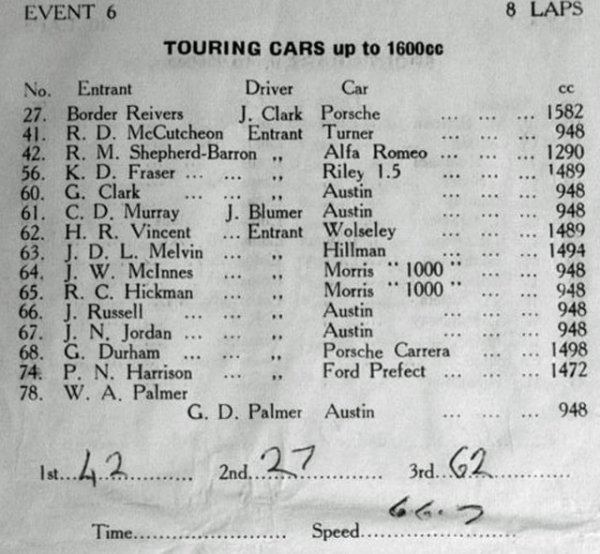 EVENT 6 8 LAPS
TOURING CARS up to 1600cc
No. Entrant Driver Car cc
27. Border Reivers J. Clark Porsche ... ... ... 1582
41. R. D. McCutcheon Entrant Turner ... ... ... 948
42. R. M. Shepherd-Barron ,, Alfa Romeo ... ... ... 1290
56. K. D. Fraser ... ... ,, Riley 1.5 ... ... 1489
60. G. Clark ... ... ,, Austin ... ... ... 948
61. C. D. Murray J. Blumer Austin ... ... ... 948
62. H. R. Vincent ... Entrant Wolseley ... ... 1489
63. J. D. L. Melvin ... ,, Hillman ... ... ... 1494
64. J. W. McInnes ... ,, Morris "1000" ... ... 948
65. R. C. Hickman ... ,, Morris "1000" ... ... 948
66. J. Russell ... ... ,, Austin ... ... ... 948
67. J. N. Jordan ... ... ,, Austin ... ... ... 948
68. G. Durham ... ... ,, Porsche Carrera ... ... 1498
74. P. N. Harrison ... ,, Ford Prefect ... ... ... 1472
78. W. A. Palmer
G. D. Palmer Austin ... ... ... 948
1st...42............ 2nd...27............ 3rd...62............
Time........................ Speed...66.7........................